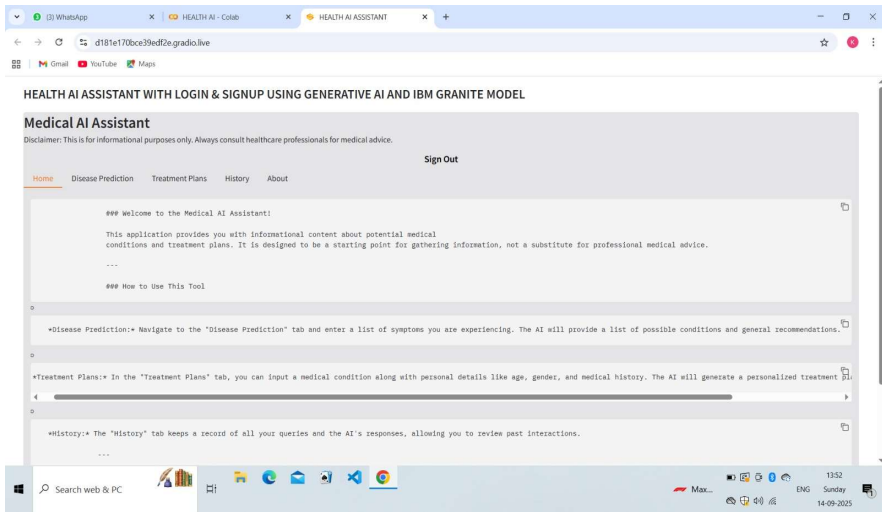 (3) WhatsApp
HEALTH AI - Colab
HEALTH AI ASSISTANT
d181e170bce39edf2e.gradio.live
K
Gmail
YouTube
Maps
HEALTH AI ASSISTANT WITH LOGIN & SIGNUP USING GENERATIVE AI AND IBM GRANITE MODEL
Medical AI Assistant
Disclaimer: This is for informational purposes only. Always consult healthcare professionals for medical advice.
Sign Out
Home Disease Prediction Treatment Plans History About
### Welcome to the Medical AI Assistant!
This application provides you with informational content about potential medical
conditions and treatment plans. It is designed to be a starting point for gathering information, not a substitute for professional medical advice.
---
### How to Use This Tool
*Disease Prediction:* Navigate to the "Disease Prediction" tab and enter a list of symptoms you are experiencing. The AI will provide a list of possible conditions and general recommendations.
*Treatment Plans:* In the "Treatment Plans" tab, you can input a medical condition along with personal details like age, gender, and medical history. The AI will generate a personalized treatment
*History:* The "History" tab keeps a record of all your queries and the AI's responses, allowing you to review past interactions.
---
Search web & PC
Max...
ENG
13:52
Sunday
14-09-2025